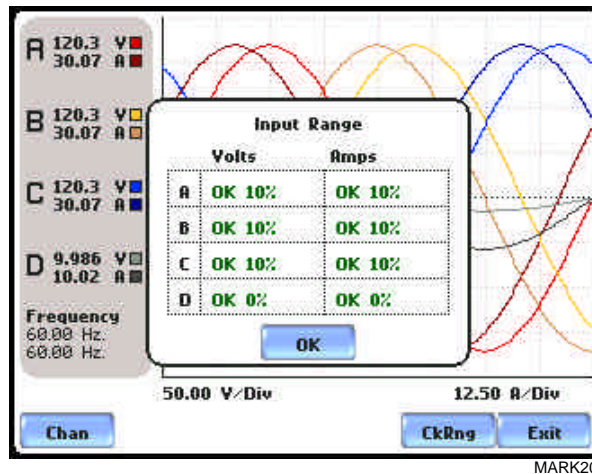 A 120.3 V
30.07 A
B 120.3 V
30.07 A
C 120.3 V
30.07 A
D 9.986 V
10.02 A
Frequency
60.00 Hz.
60.00 Hz.
Input Range
Volts Amps
A OK 10% OK 10%
B OK 10% OK 10%
C OK 10% OK 10%
D OK 0% OK 0%
OK
50.00 V/Div 12.50 A/Div
Chan CkRng Exit
MARK20